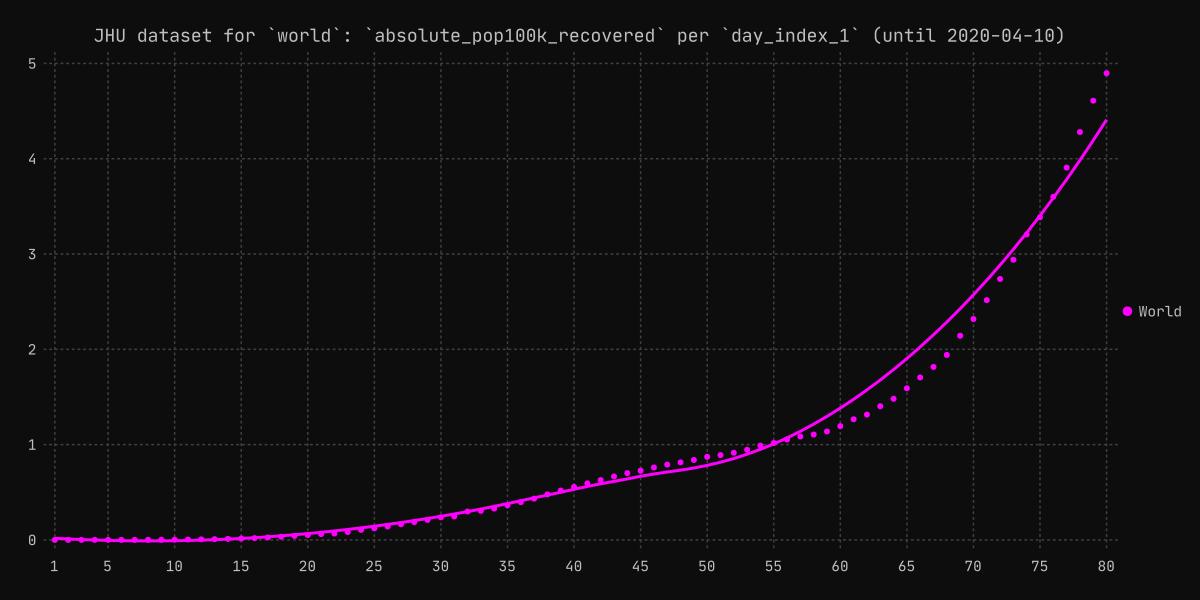 JHU dataset for `world`: `absolute_pop100k_recovered` per `day_index_1` (until 2020-04-10)
5
4
3
2
1
0
World
1 5 10 15 20 25 30 35 40 45 50 55 60 65 70 75 80